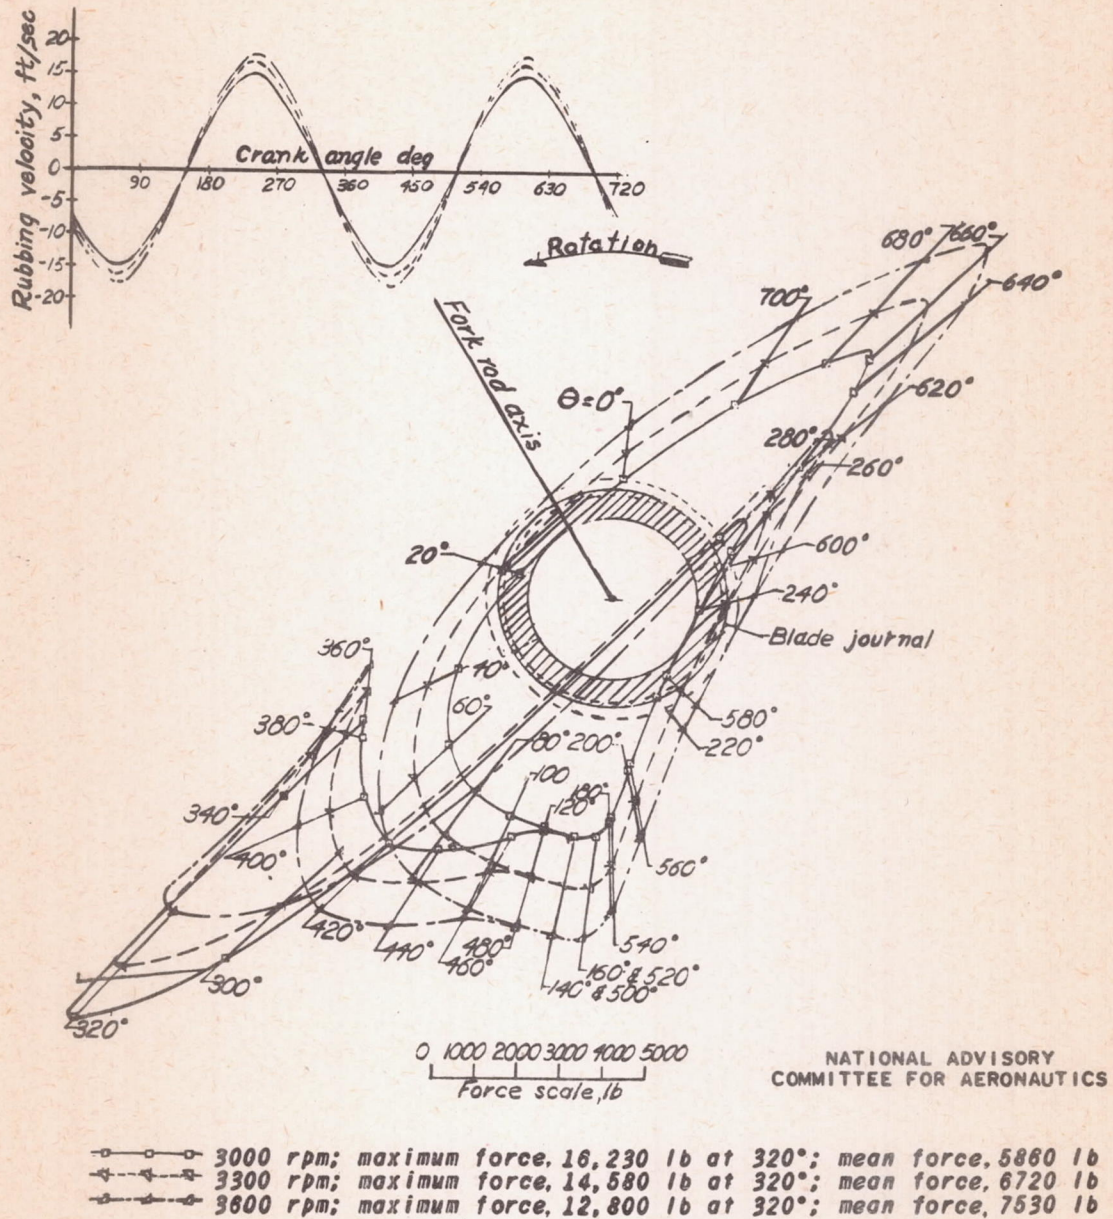 Rubbing velocity, ft/sec
20
15
10
5
0
-5
-10
-15
-20
Crank angle deg
90 180 270 360 450 540 630 720
Rotation
Fork rod axis
680° 660°
640°
700°
Θ=0°
620°
280°
260°
20°
600°
240°
Blade journal
360°
40°
60°
380°
580°
220°
80° 200°
100
180°
120°
340°
400°
560°
420°
440°
460°
480°
540°
160° & 520°
140° & 500°
300°
320°
0 1000 2000 3000 4000 5000
Force scale, lb
NATIONAL ADVISORY
COMMITTEE FOR AERONAUTICS
3000 rpm; maximum force, 16,230 lb at 320°; mean force, 5860 lb
3300 rpm; maximum force, 14,580 lb at 320°; mean force, 6720 lb
3600 rpm; maximum force, 12,800 lb at 320°; mean force, 7530 lb